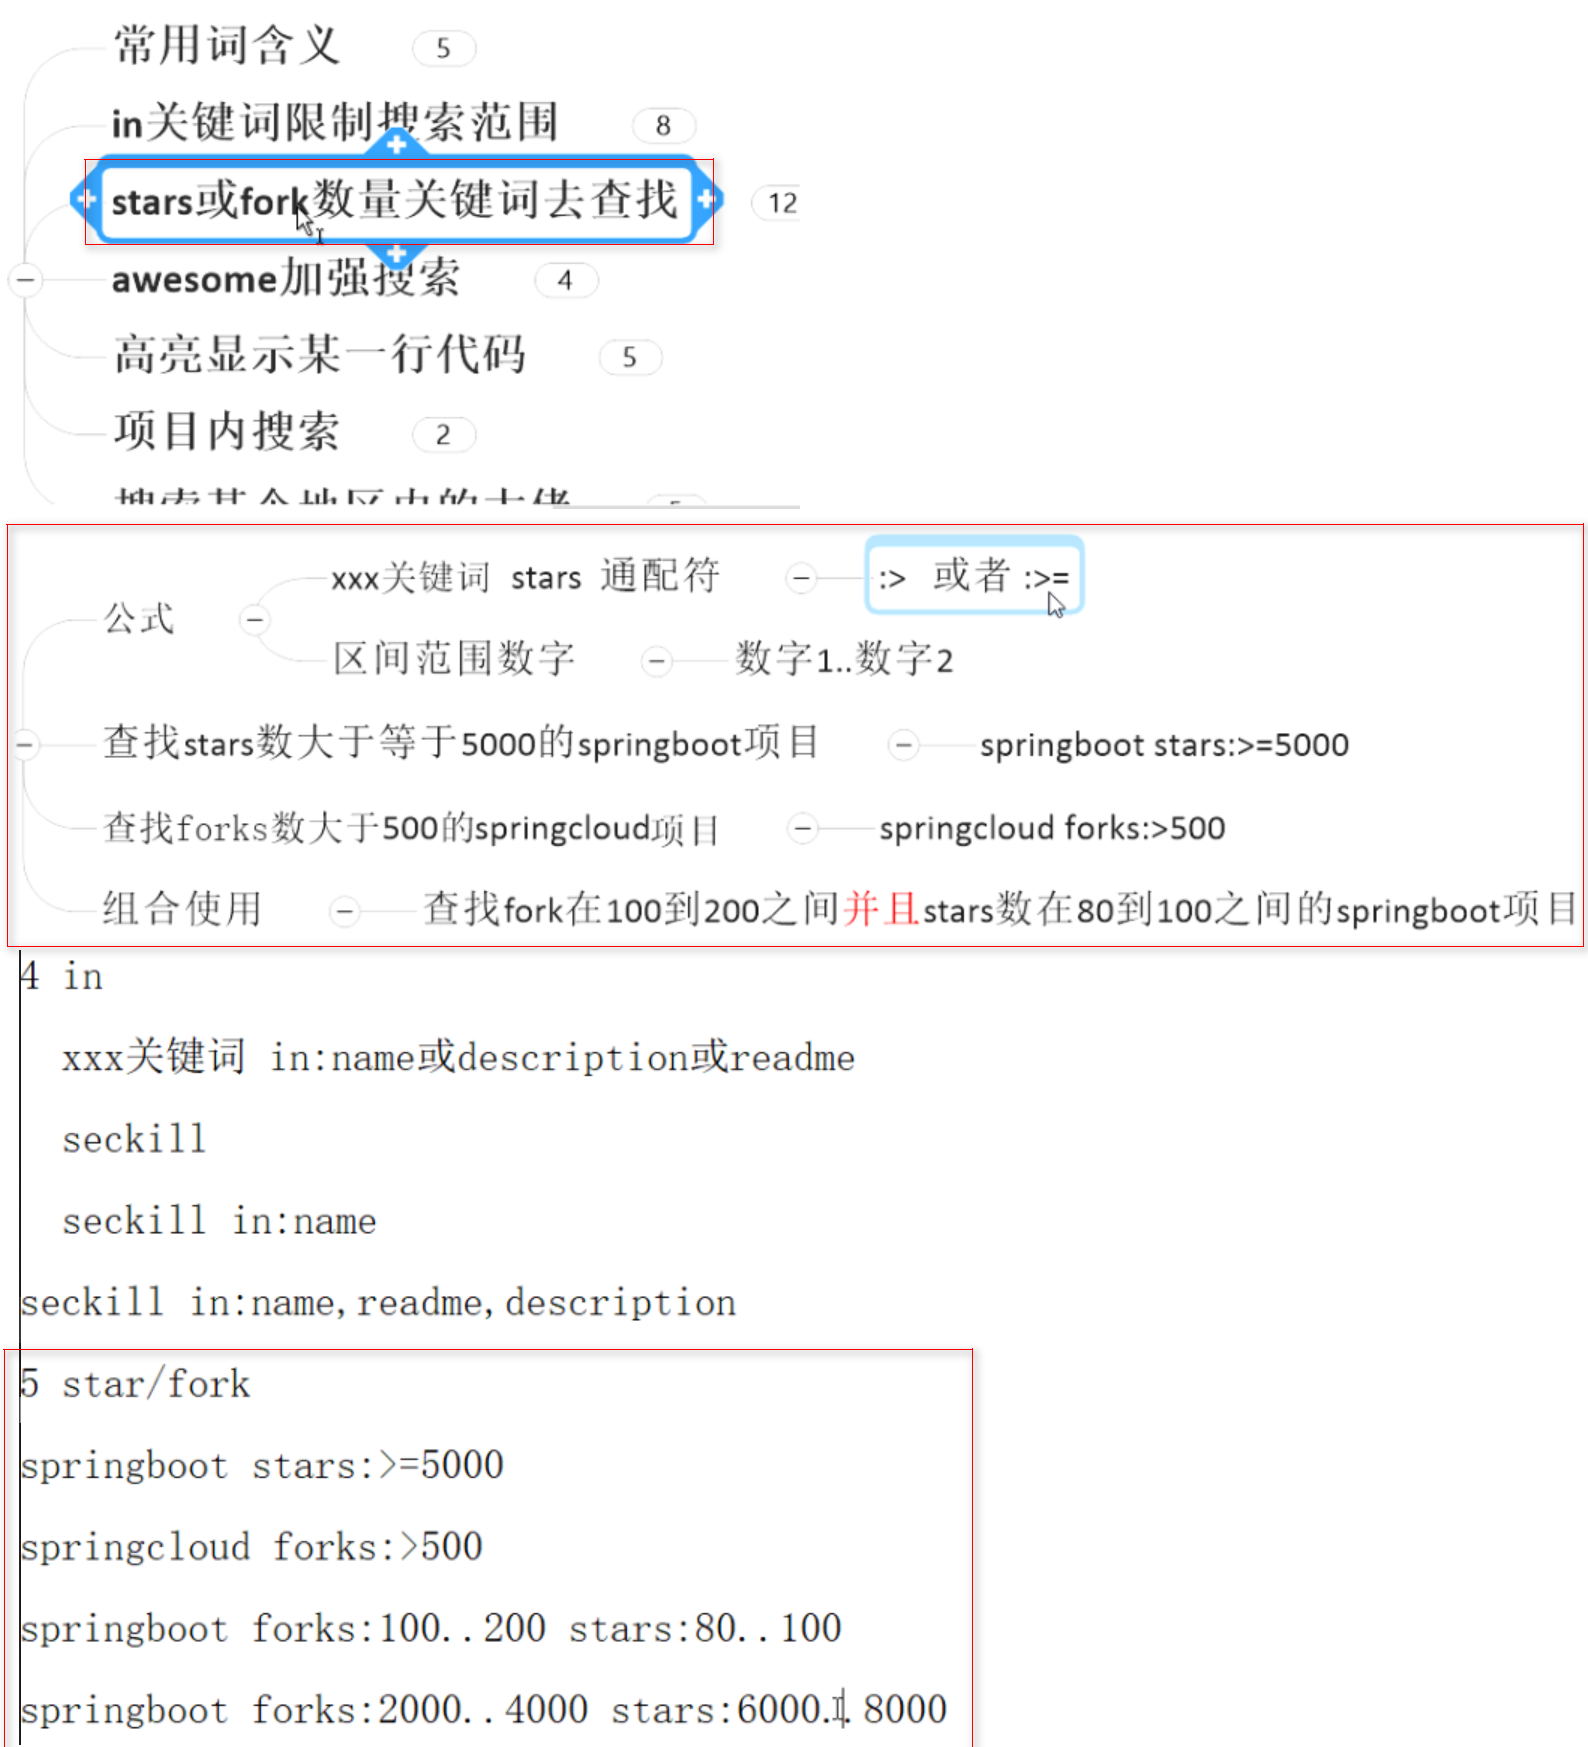 常用词含义 5
in关键词限制搜索范围 8
stars或fork数量关键词去查找 12
awesome加强搜索 4
高亮显示某一行代码 5
项目内搜索 2
搜索某个地区内的大佬 5
公式
xxx关键词 stars 通配符 :> 或者 :>=
区间范围数字 数字1..数字2
查找stars数大于等于5000的springboot项目 springboot stars:>=5000
查找forks数大于500的springcloud项目 springcloud forks:>500
组合使用 查找fork在100到200之间并且stars数在80到100之间的springboot项目
4 in
xxx关键词 in:name或description或readme
seckill
seckill in:name
seckill in:name,readme,description
5 star/fork
springboot stars:>=5000
springcloud forks:>500
springboot forks:100..200 stars:80..100
springboot forks:2000..4000 stars:6000..8000